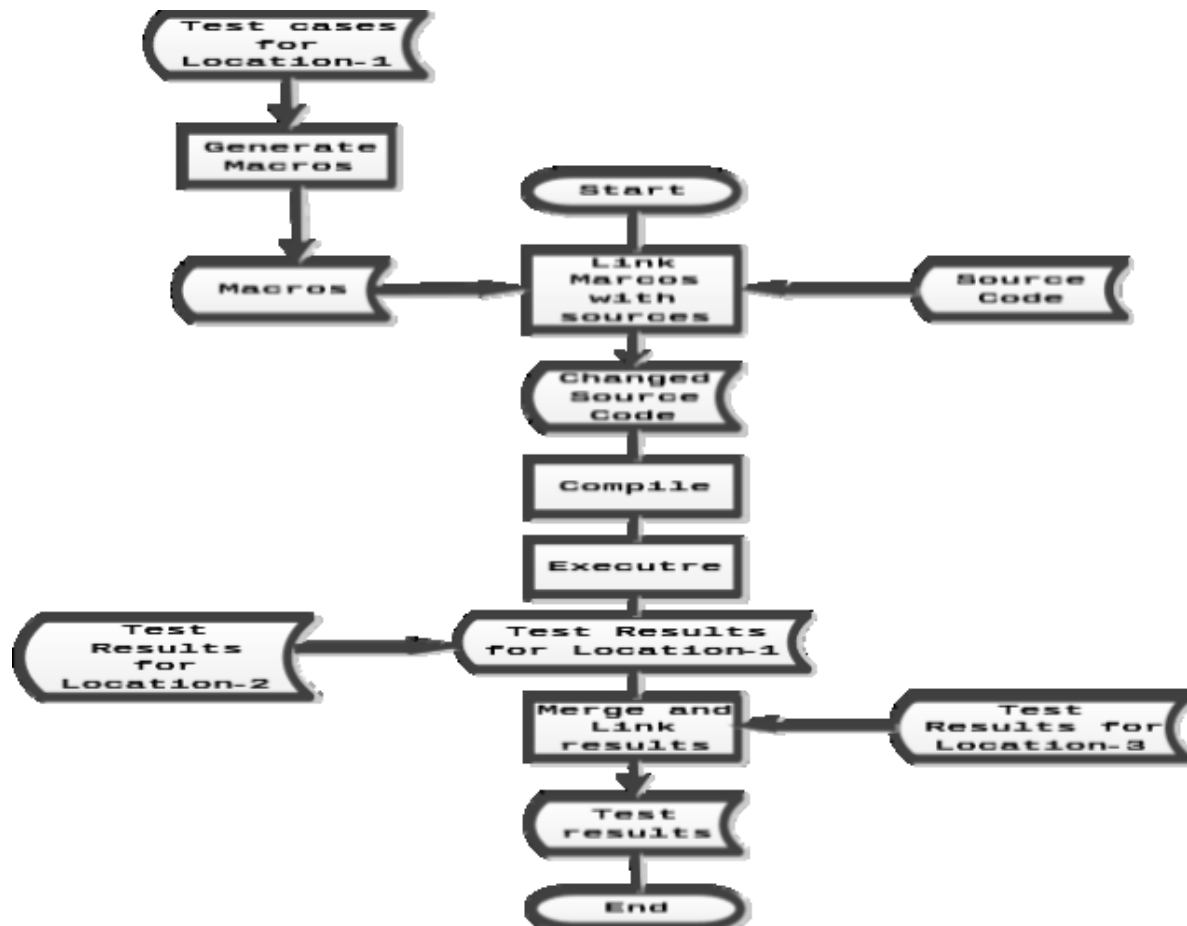 Test cases
for
Location-1
Generate
Macros
Start
Macros
Link
Marcos
with
sources
Source
Code
Changed
Source
Code
Compile
Executre
Test
Results
for
Location-2
Test Results
for Location-1
Merge and
Link
results
Test
Results for
Location-3
Test
results
End